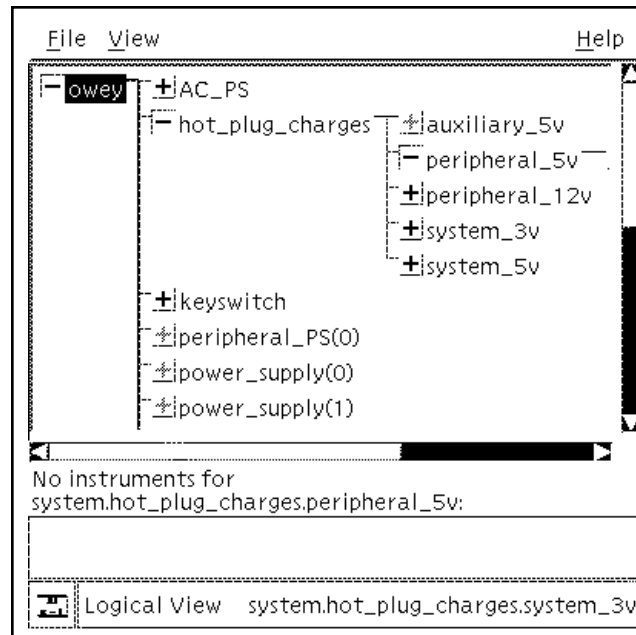 File View Help
owey AC_PS
hot_plug_charges auxiliary_5v
peripheral_5v
peripheral_12v
system_3v
system_5v
keyswitch
peripheral_PS(0)
power_supply(0)
power_supply(1)
No instruments for
system.hot_plug_charges.peripheral_5v:
Logical View system.hot_plug_charges.system_3v